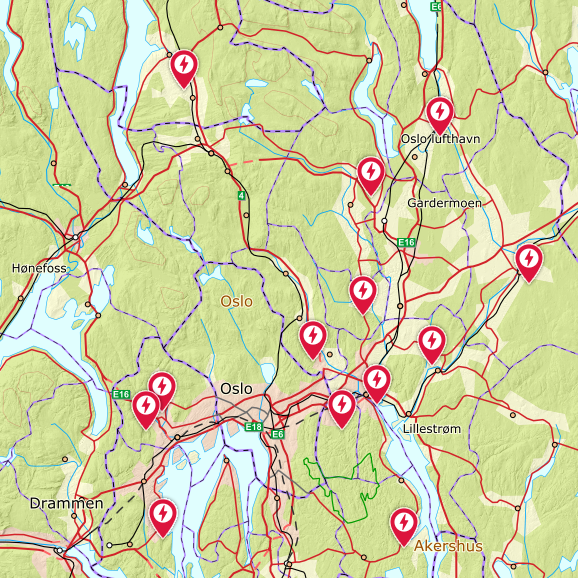 E6
Oslo lufthavn
4
Gardermoen
E16
Hønefoss
Oslo
E16
Oslo
E18
E6
Lillestrøm
Drammen
Akershus